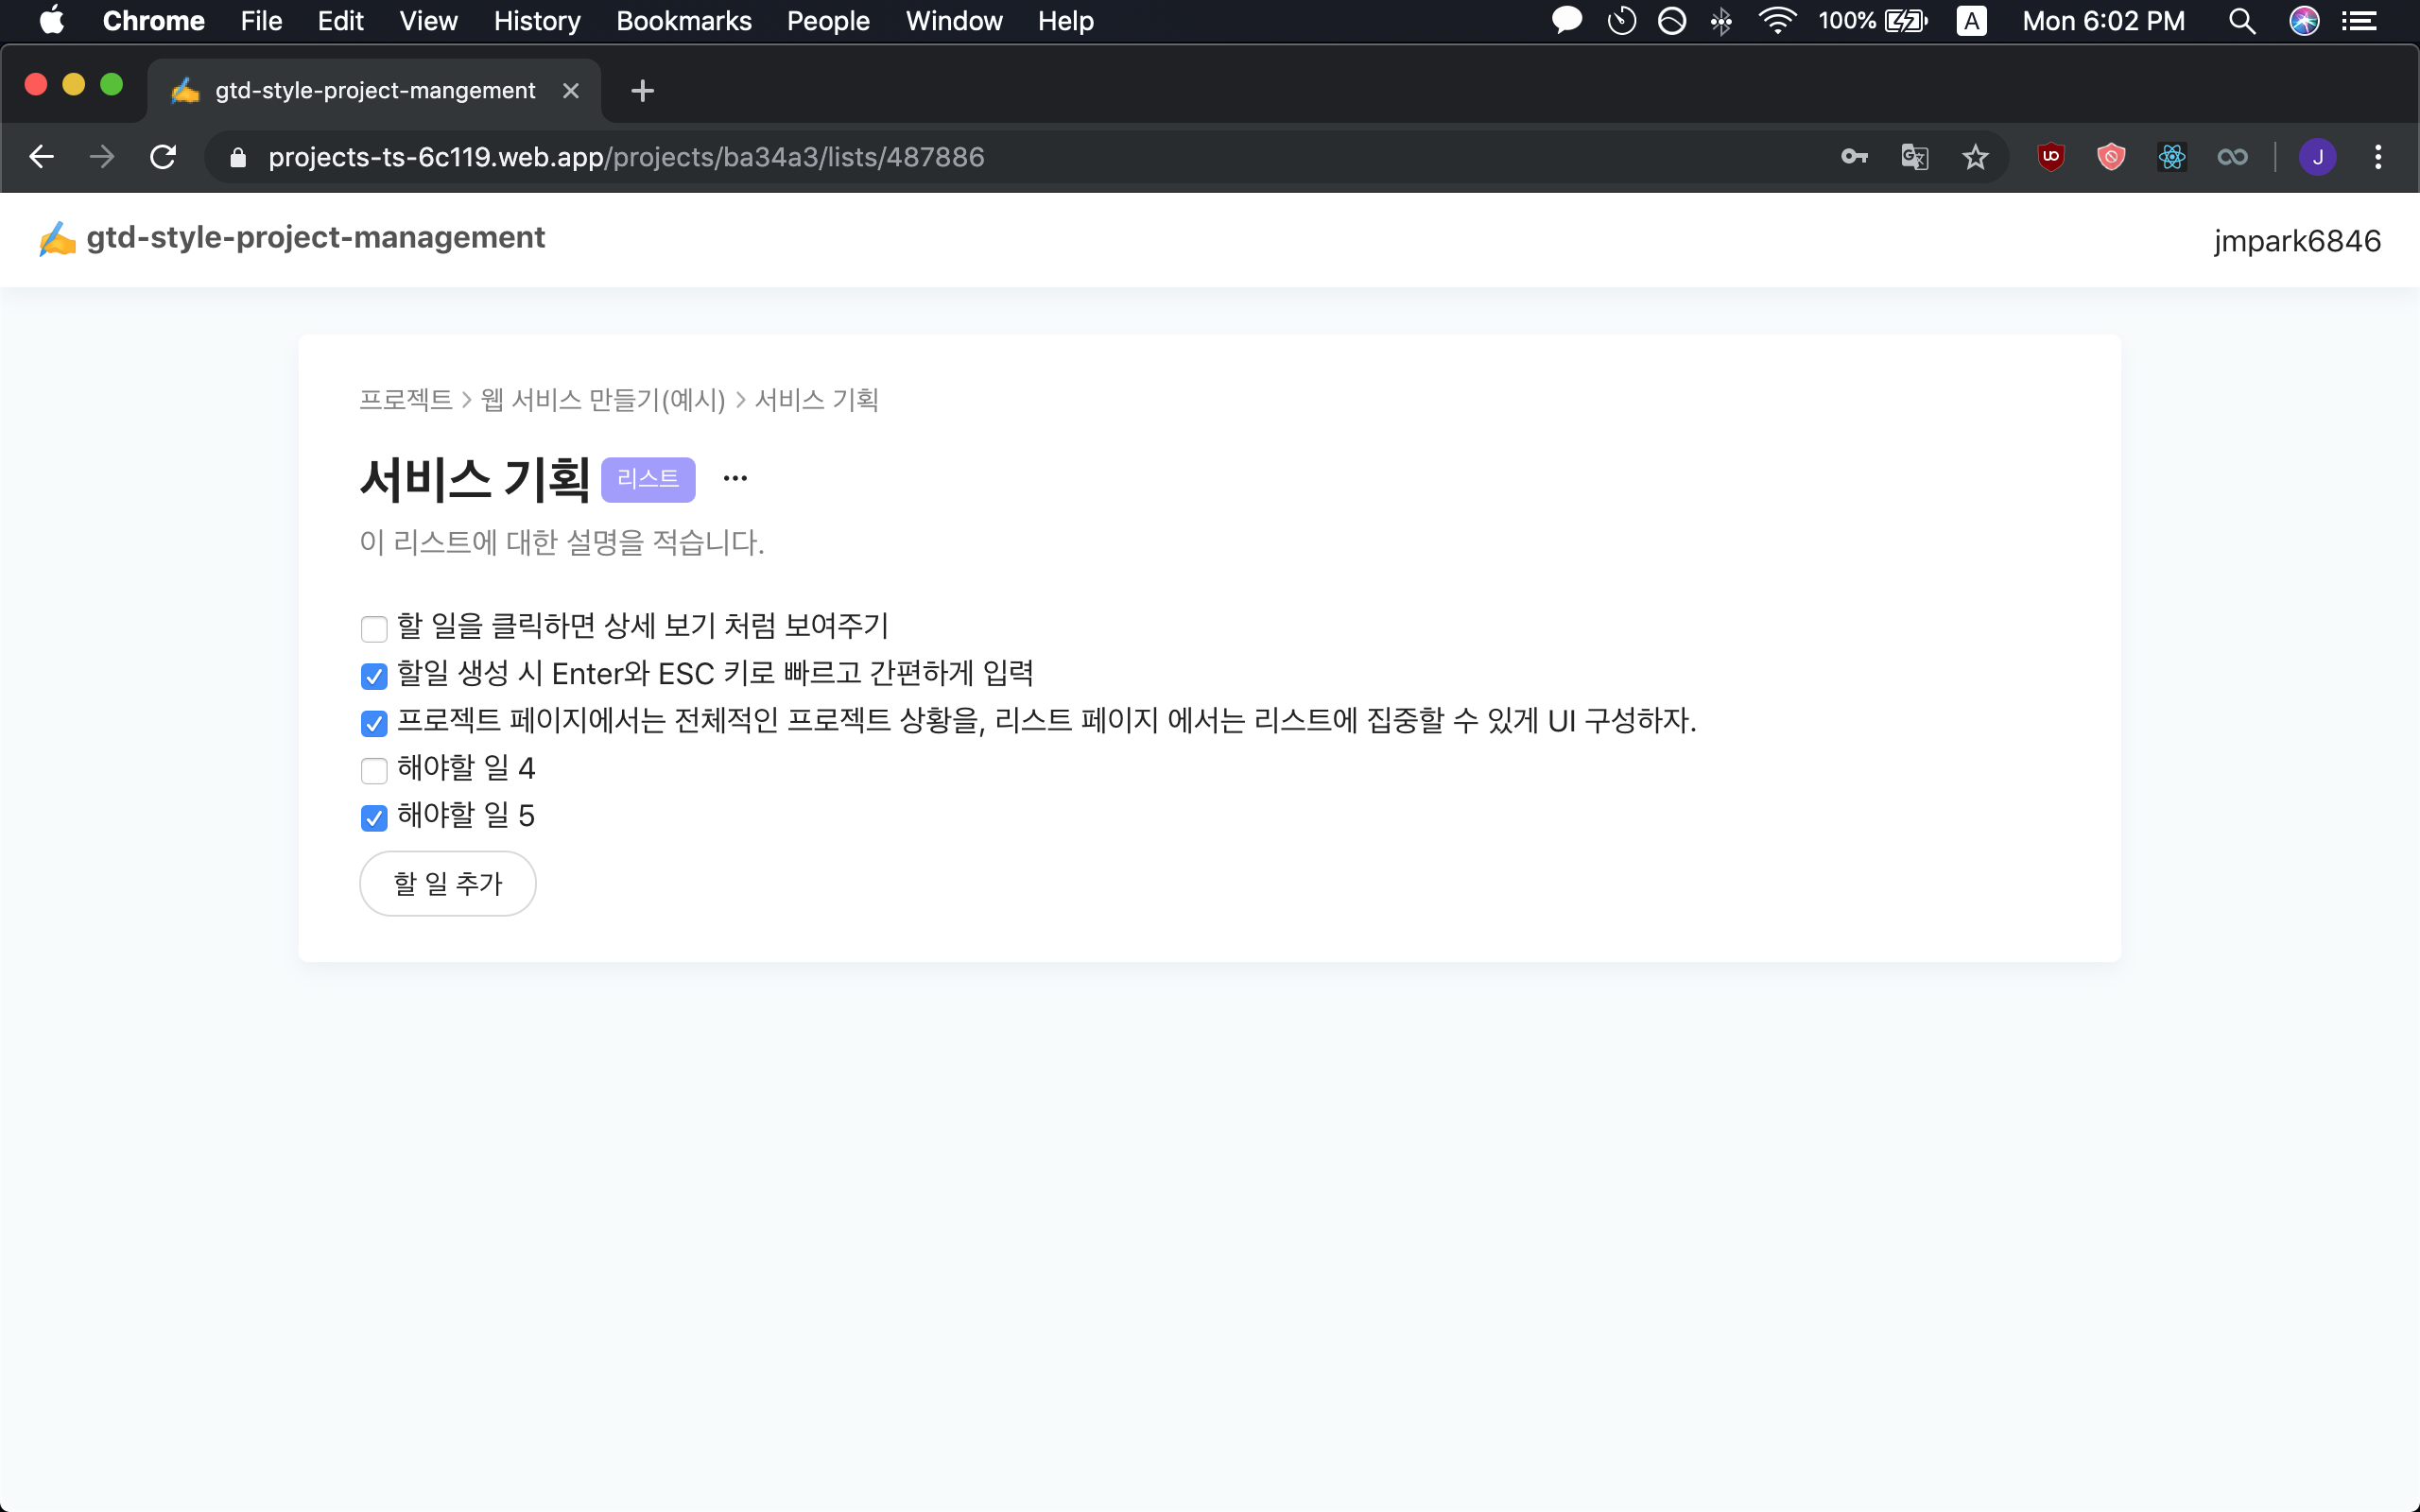 Chrome File Edit View History Bookmarks People Window Help 100% A Mon 6:02 PM
gtd-style-project-mangement
projects-ts-6c119.web.app/projects/ba34a3/lists/487886 J
gtd-style-project-management jmpark6846
프로젝트 > 웹 서비스 만들기(예시) > 서비스 기획
서비스 기획 리스트 ···
이 리스트에 대한 설명을 적습니다.
할 일을 클릭하면 상세 보기 처럼 보여주기
할일 생성 시 Enter와 ESC 키로 빠르고 간편하게 입력
프로젝트 페이지에서는 전체적인 프로젝트 상황을, 리스트 페이지 에서는 리스트에 집중할 수 있게 UI 구성하자.
해야할 일 4
해야할 일 5
할 일 추가